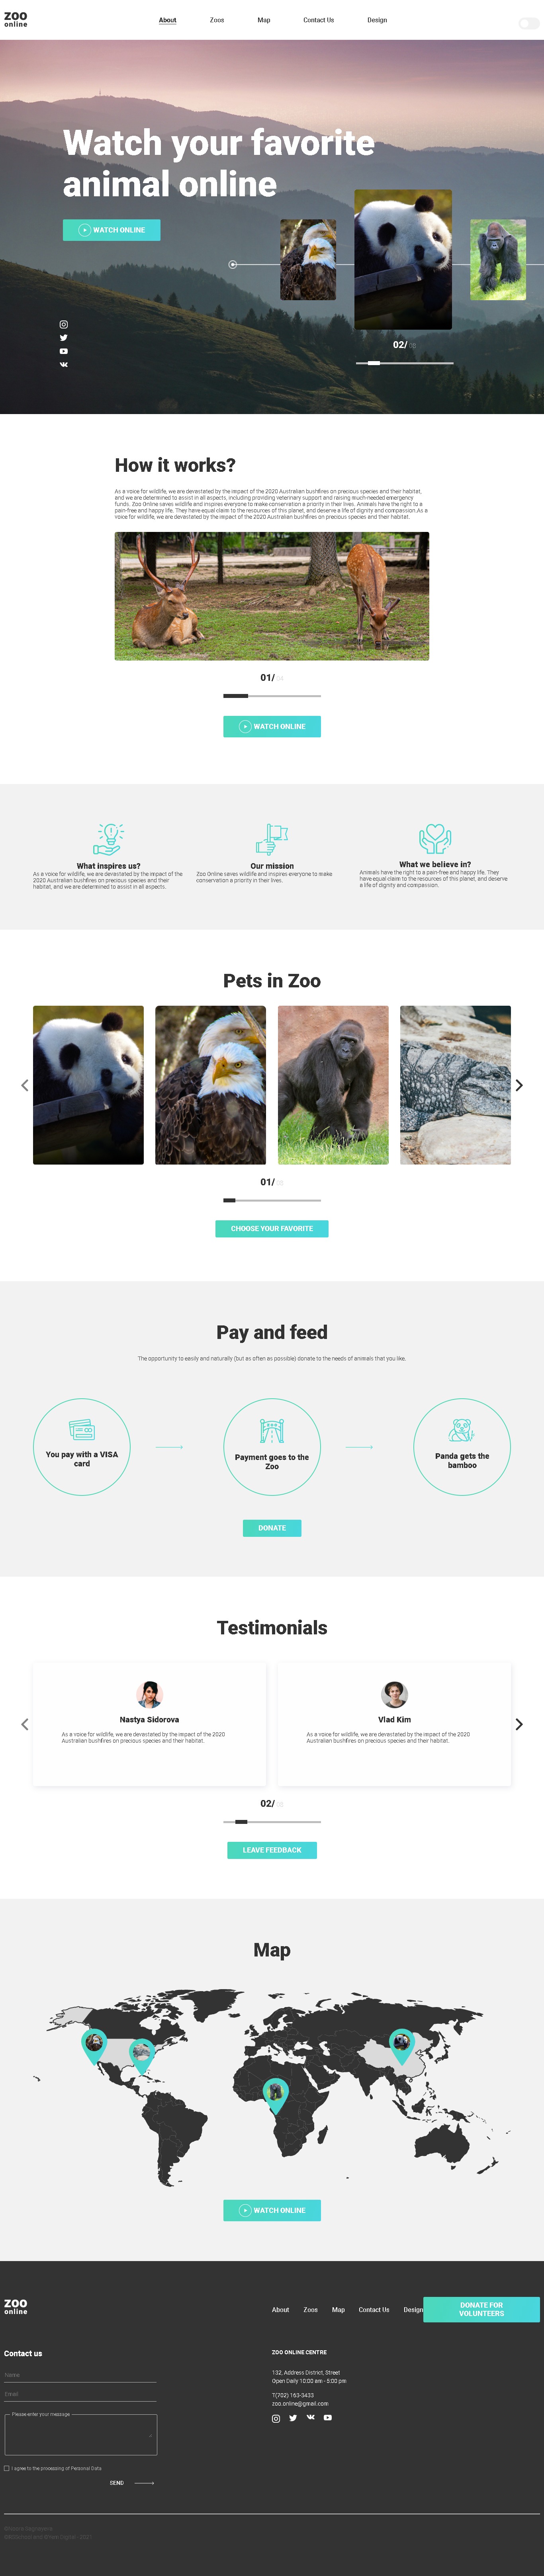 ZOO
online
About
Zoos
Map
Contact Us
Design
Watch your favorite
animal online
WATCH ONLINE
02/
How it works?
As a voice for wildlife, we are devastated by the impact of the 2020 Australian bushfires on precious species and their habitat,
and we are determined to assist in all aspects, including providing veterinary support and raising much-needed emergency
funds. Zoo Online saves wildlife and inspires everyone to make conservation a priority in their lives. Animals have the right to a
pain-free and happy life. They have equal claim to the resources of this planet, and deserve a life of dignity and compassion.As a
voice for wildlife, we are devastated by the impact of the 2020 Australian bushfires on precious species and their habitat.
01/
WATCH ONLINE
What inspires us?
As a voice for wildlife, we are devastated by the impact of the
2020 Australian bushfires on precious species and their
habitat, and we are determined to assist in all aspects.
Our mission
Zoo Online saves wildlife and inspires everyone to make
conservation a priority in their lives.
What we believe in?
Animals have the right to a pain-free and happy life. They
have equal claim to the resources of this planet, and deserve
a life of dignity and compassion.
Pets in Zoo
01/
CHOOSE YOUR FAVORITE
Pay and feed
The opportunity to easily and naturally (but as often as possible) donate to the needs of animals that you like.
You pay with a VISA
card
Payment goes to the
Zoo
Panda gets the
bamboo
DONATE
Testimonials
Nastya Sidorova
As a voice for wildlife, we are devastated by the impact of the 2020
Australian bushfires on precious species and their habitat.
Vlad Kim
As a voice for wildlife, we are devastated by the impact of the 2020
Australian bushfires on precious species and their habitat.
02/
LEAVE FEEDBACK
Map
WATCH ONLINE
ZOO
online
About
Zoos
Map
Contact Us
Design
DONATE FOR
VOLUNTEERS
Contact us
Name
Email
Please enter your message
I agree to the processing of Personal Data
SEND
ZOO ONLINE CENTRE
132, Address District, Street
Open Daily 10:00 am - 5:00 pm
T(702) 163-3433
zoo.online@gmail.com